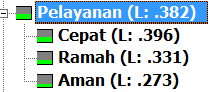 Pelayanan (L: .382)
Cepat (L: .396)
Ramah (L: .331)
Aman (L: .273)